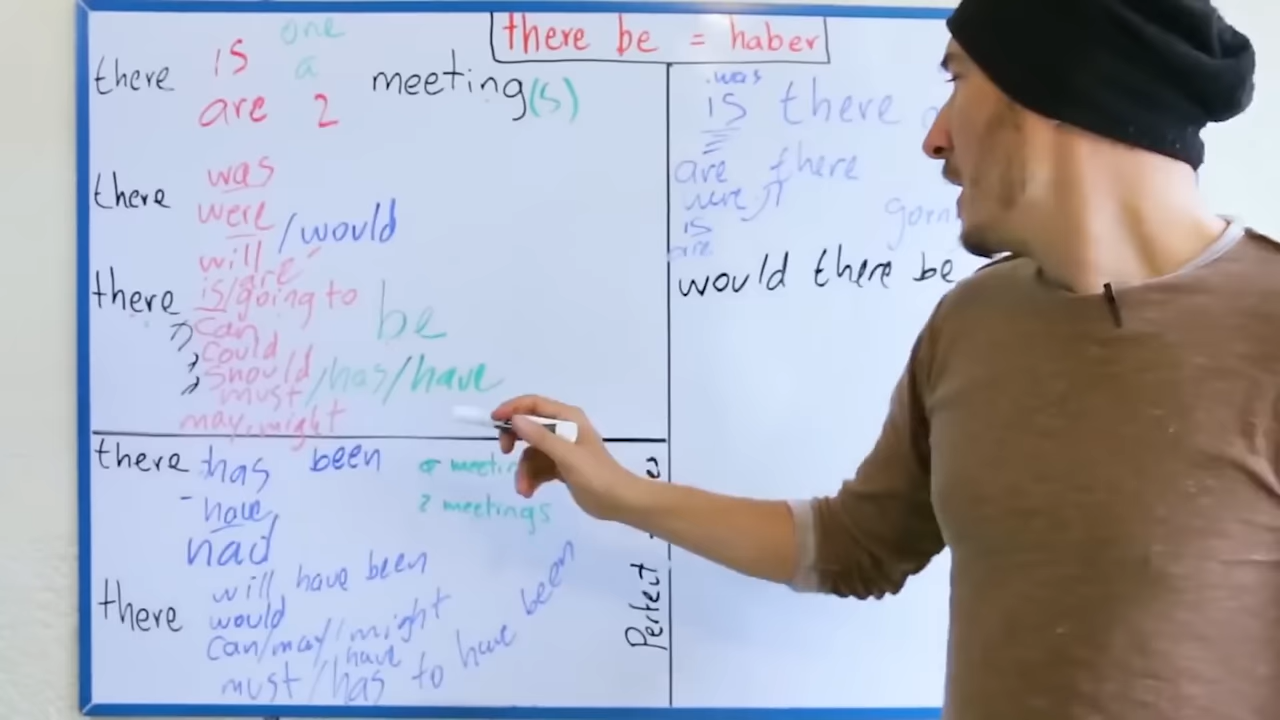 there be = haber
one
there is a meeting(s)
are 2
there was
were
will /would
are
there is/going to be
can
could
should /has/have
must
may,might
there has been
meetin
- have 2 meetings
had
will have been
there would
can/may/might have been
have
must/has to
Perfect
was
is there
are there
were
is
are
would there be